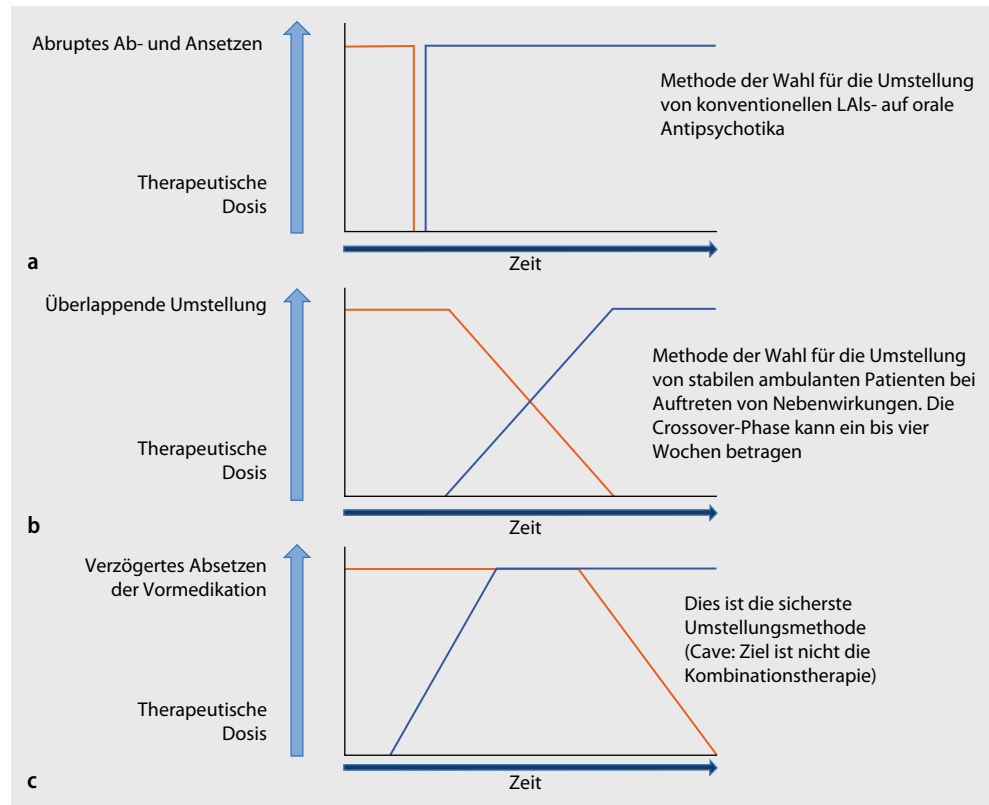 Abruptes Ab- und Ansetzen
Therapeutische
Dosis
Methode der Wahl für die Umstellung
von konventionellen LAIs- auf orale
Antipsychotika
Zeit
a
Überlappende Umstellung
Therapeutische
Dosis
Methode der Wahl für die Umstellung
von stabilen ambulanten Patienten bei
Auftreten von Nebenwirkungen. Die
Crossover-Phase kann ein bis vier
Wochen betragen
Zeit
b
Verzögertes Absetzen
der Vormedikation
Therapeutische
Dosis
Dies ist die sicherste
Umstellungsmethode
(Cave: Ziel ist nicht die
Kombinationstherapie)
Zeit
c